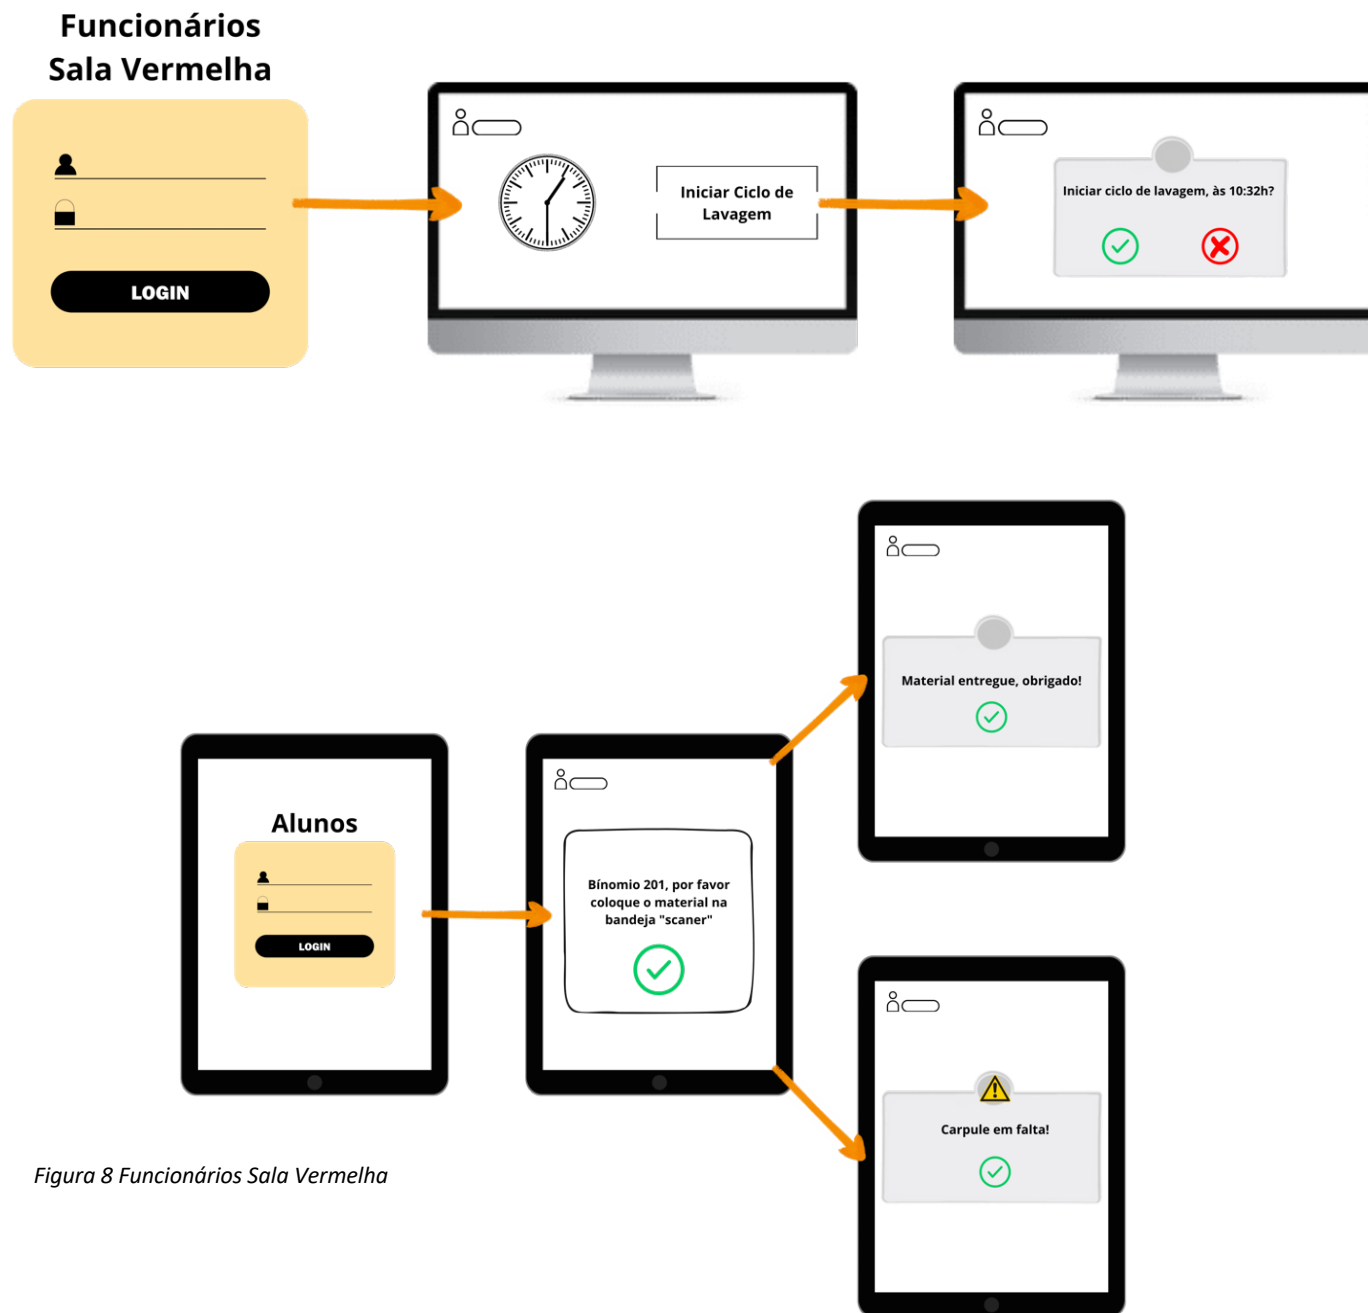 Funcionários
Sala Vermelha
LOGIN
Iniciar Ciclo de
Lavagem
Iniciar ciclo de lavagem, às 10:32h?
Material entregue, obrigado!
Alunos
LOGIN
Bínomio 201, por favor
coloque o material na
bandeja "scaner"
Carpule em falta!
Figura 8 Funcionários Sala Vermelha